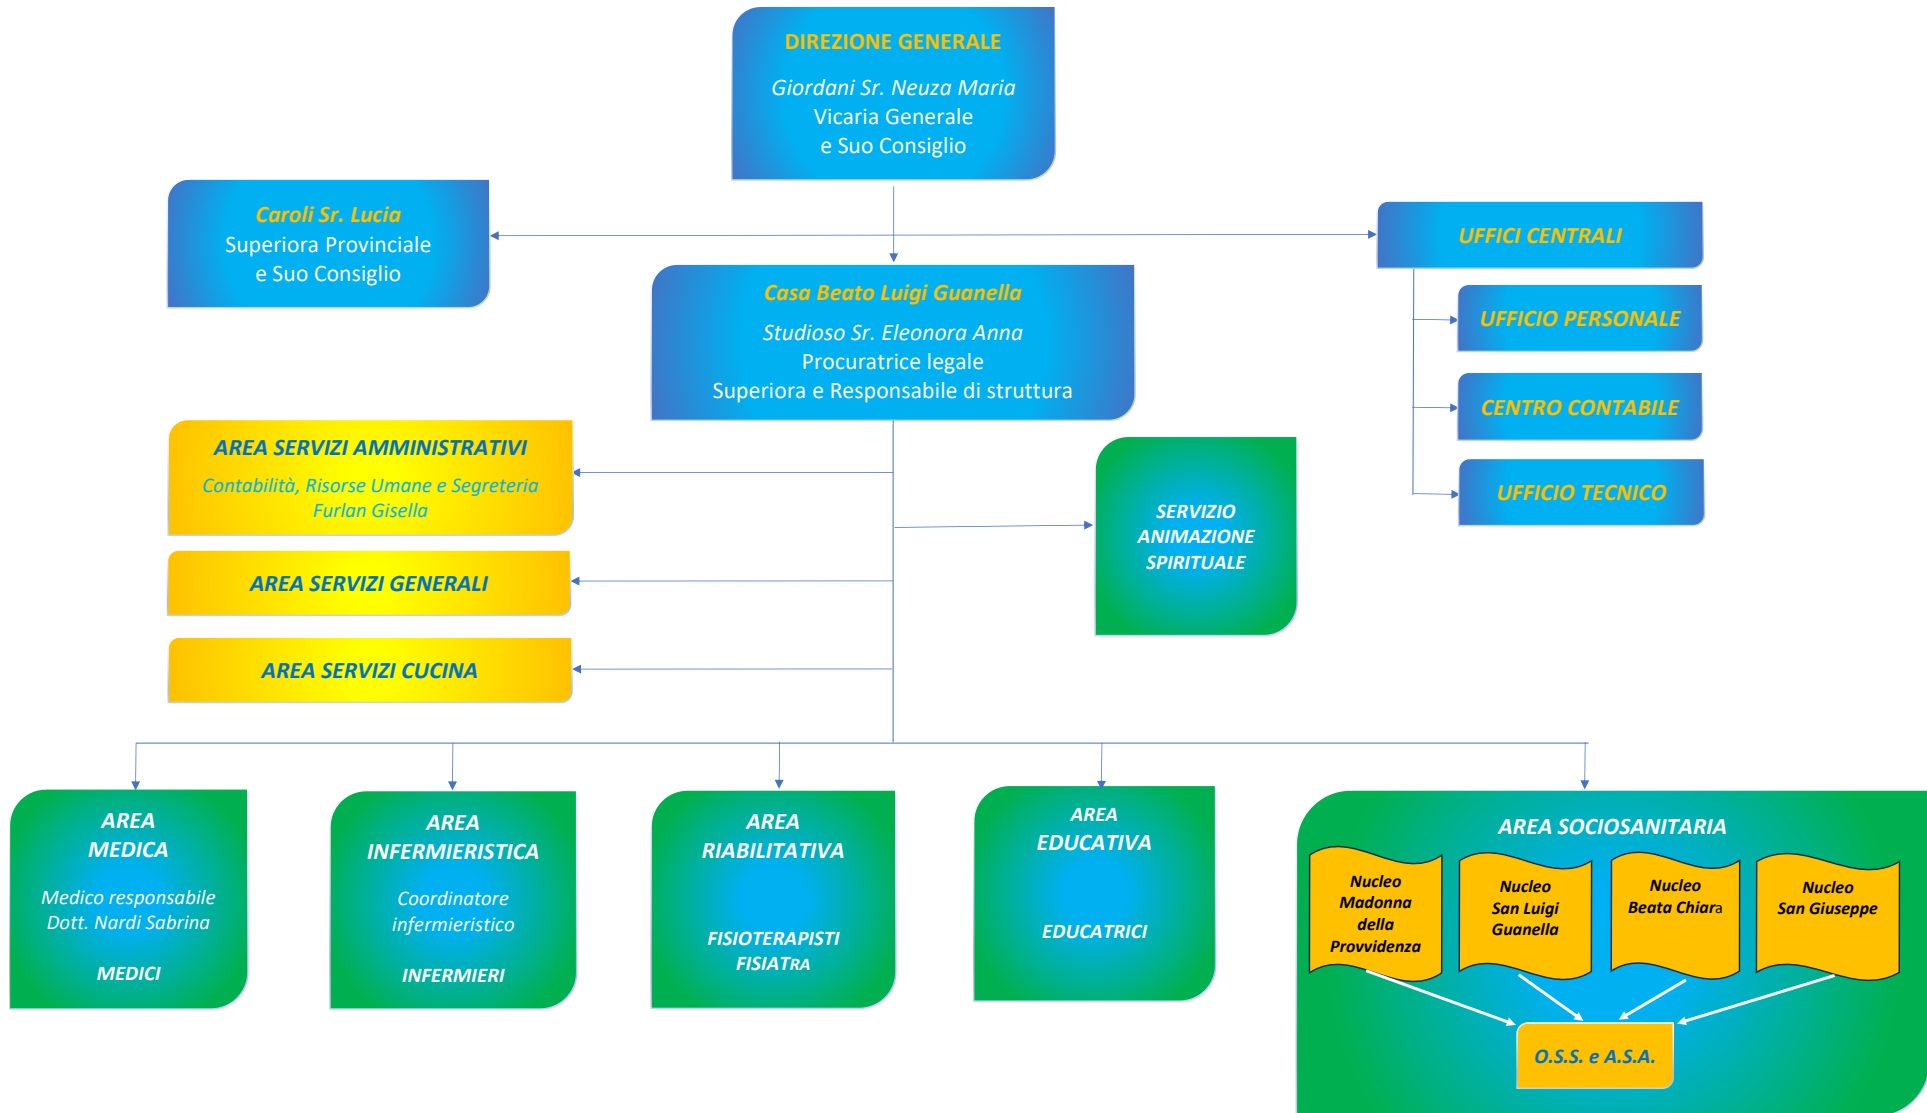 DIREZIONE GENERALE
Giordani Sr. Neuza Maria
Vicaria Generale
e Suo Consiglio
Caroli Sr. Lucia
Superiora Provinciale
e Suo Consiglio
UFFICI CENTRALI
Casa Beato Luigi Guanella
Studioso Sr. Eleonora Anna
Procuratrice legale
Superiora e Responsabile di struttura
UFFICIO PERSONALE
CENTRO CONTABILE
UFFICIO TECNICO
AREA SERVIZI AMMINISTRATIVI
Contabilità, Risorse Umane e Segreteria
Furlan Gisella
SERVIZIO
ANIMAZIONE
SPIRITUALE
AREA SERVIZI GENERALI
AREA SERVIZI CUCINA
AREA
MEDICA
Medico responsabile
Dott. Nardi Sabrina
MEDICI
AREA
INFERMIERISTICA
Coordinatore
infermieristico
INFERMIERI
AREA
RIABILITATIVA
FISIOTERAPISTI
FISIATRA
AREA
EDUCATIVA
EDUCATRICI
AREA SOCIOSANITARIA
Nucleo
Madonna
della
Provvidenza
Nucleo
San Luigi
Guanella
Nucleo
Beata Chiara
Nucleo
San Giuseppe
O.S.S. e A.S.A.